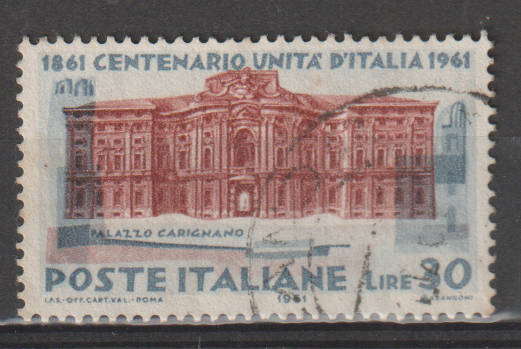 1861 CENTENARIO UNITA' D'ITALIA 1961
PALAZZO CARIGNANO
POSTE ITALIANE LIRE 30
I.P.S.-OFF.CART.VAL.-ROMA 1961